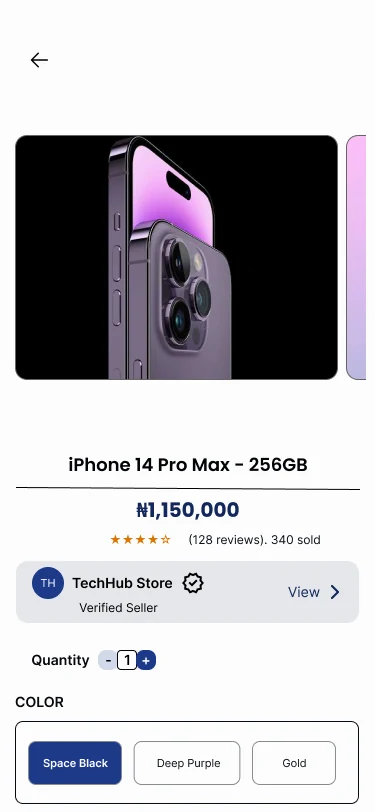 iPhone 14 Pro Max - 256GB
₦1,150,000
★★★★☆ (128 reviews). 340 sold
TH TechHub Store
Verified Seller
View
Quantity - 1 +
COLOR
Space Black Deep Purple Gold